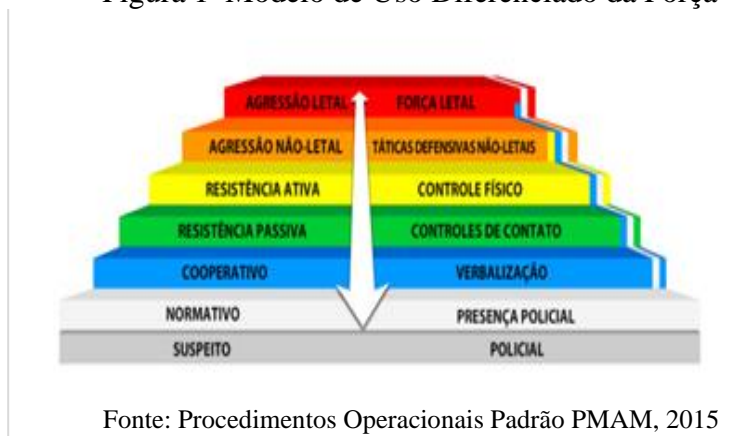 Figura 1 Modelo de Uso Diferenciado da Força
AGRESSÃO LETAL FORÇA LETAL
AGRESSÃO NÃO-LETAL TÁTICAS DEFENSIVAS NÃO-LETAIS
RESISTÊNCIA ATIVA CONTROLE FÍSICO
RESISTÊNCIA PASSIVA CONTROLES DE CONTATO
COOPERATIVO VERBALIZAÇÃO
NORMATIVO PRESENÇA POLICIAL
SUSPEITO POLICIAL
Fonte: Procedimentos Operacionais Padrão PMAM, 2015